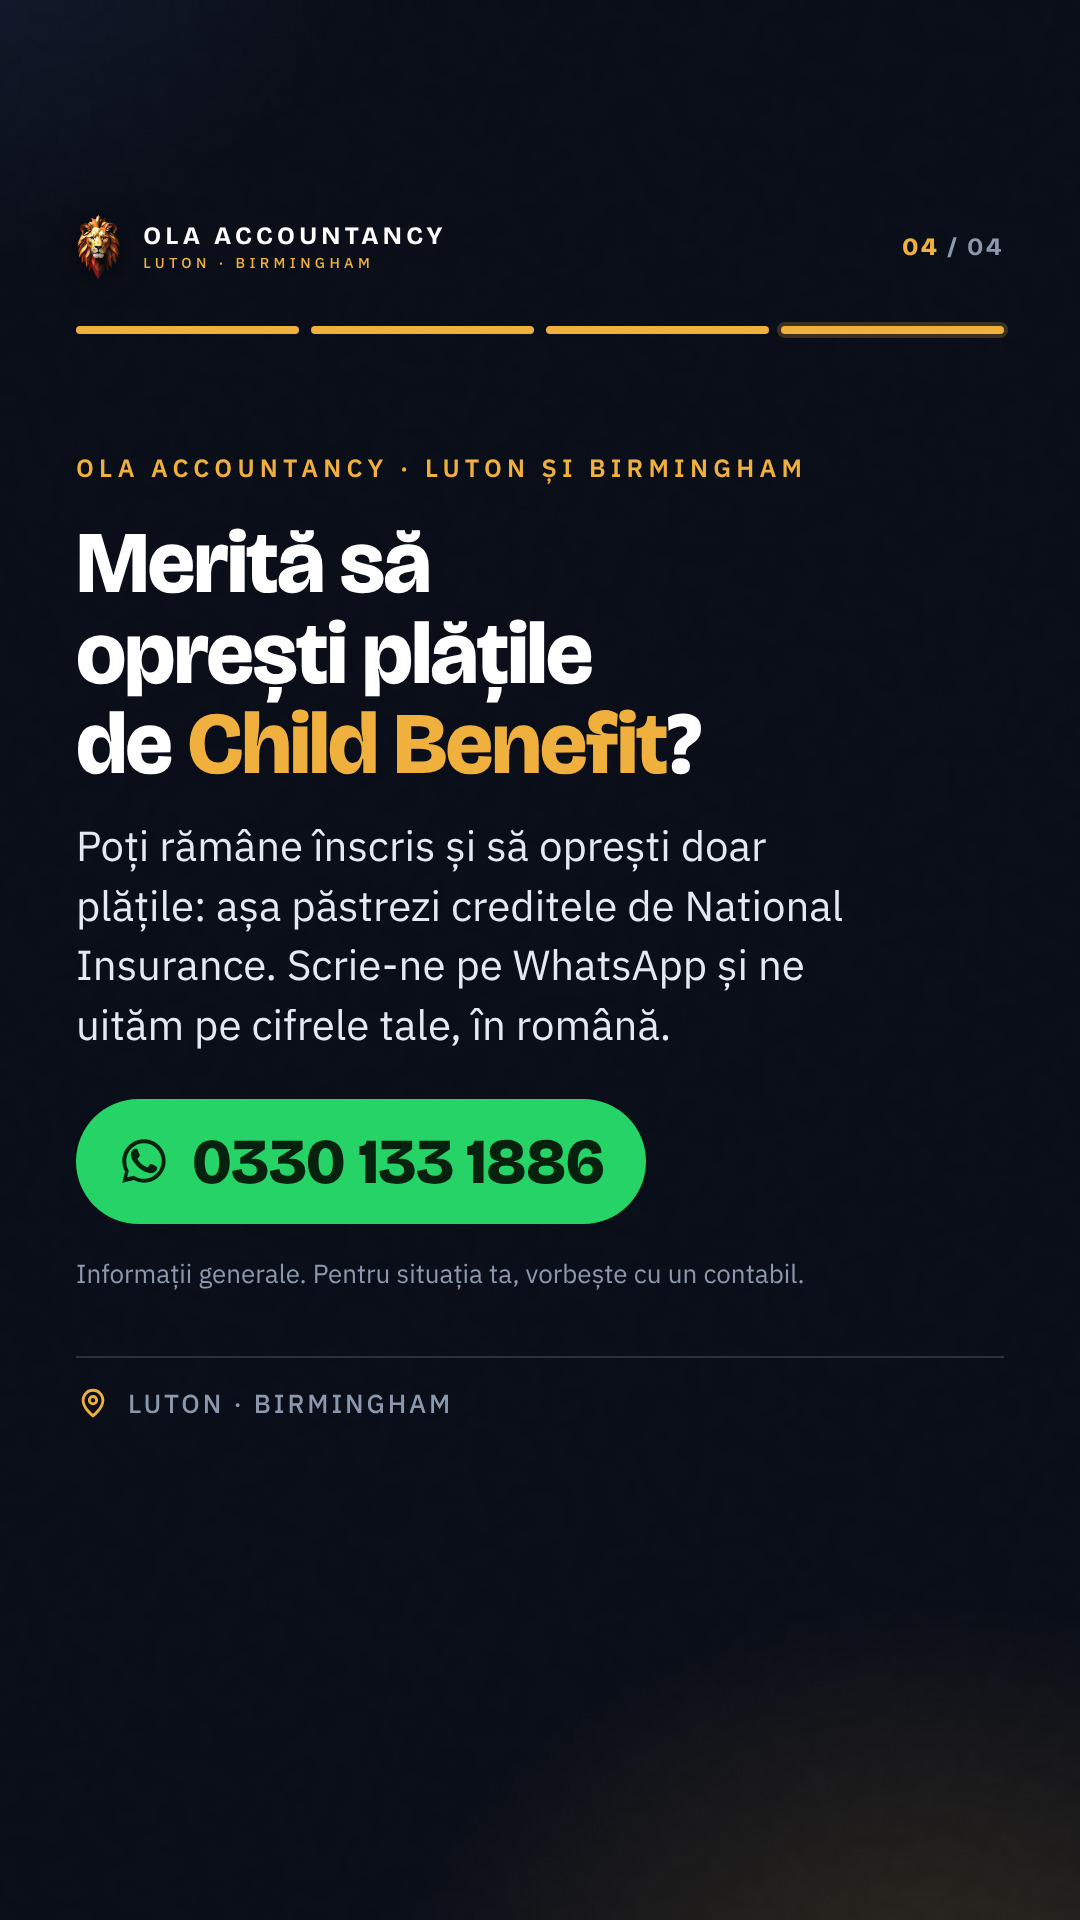 OLA ACCOUNTANCY
LUTON · BIRMINGHAM
04 / 04
OLA ACCOUNTANCY · LUTON ȘI BIRMINGHAM
Merită să
oprești plățile
de Child Benefit?
Poți rămâne înscris și să oprești doar
plățile: așa păstrezi creditele de National
Insurance. Scrie-ne pe WhatsApp și ne
uităm pe cifrele tale, în română.
0330 133 1886
Informații generale. Pentru situația ta, vorbește cu un contabil.
LUTON · BIRMINGHAM